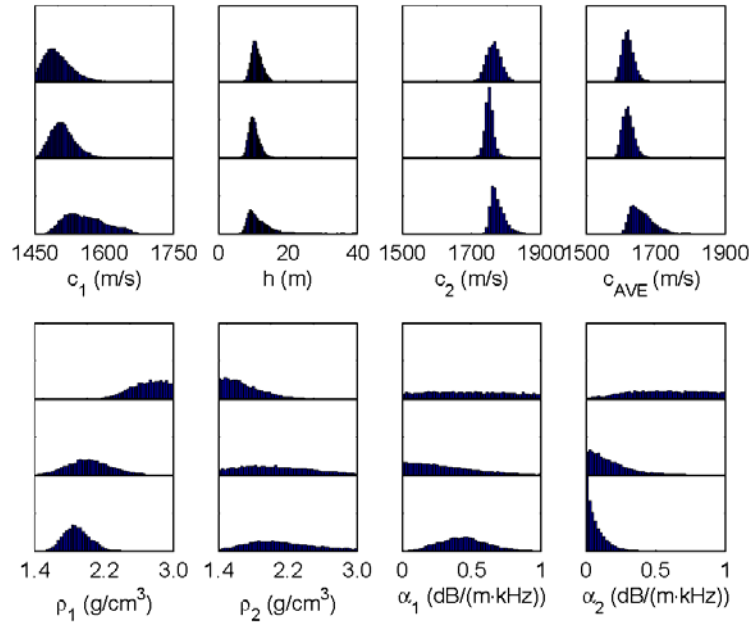 1450 1600 1750
c₁ (m/s)
0 20 40
h (m)
1500 1700 1900
c₂ (m/s)
1500 1700 1900
c_AVE (m/s)
1.4 2.2 3.0
ρ₁ (g/cm³)
1.4 2.2 3.0
ρ₂ (g/cm³)
0 0.5 1
α₁ (dB/(m·kHz))
0 0.5 1
α₂ (dB/(m·kHz))